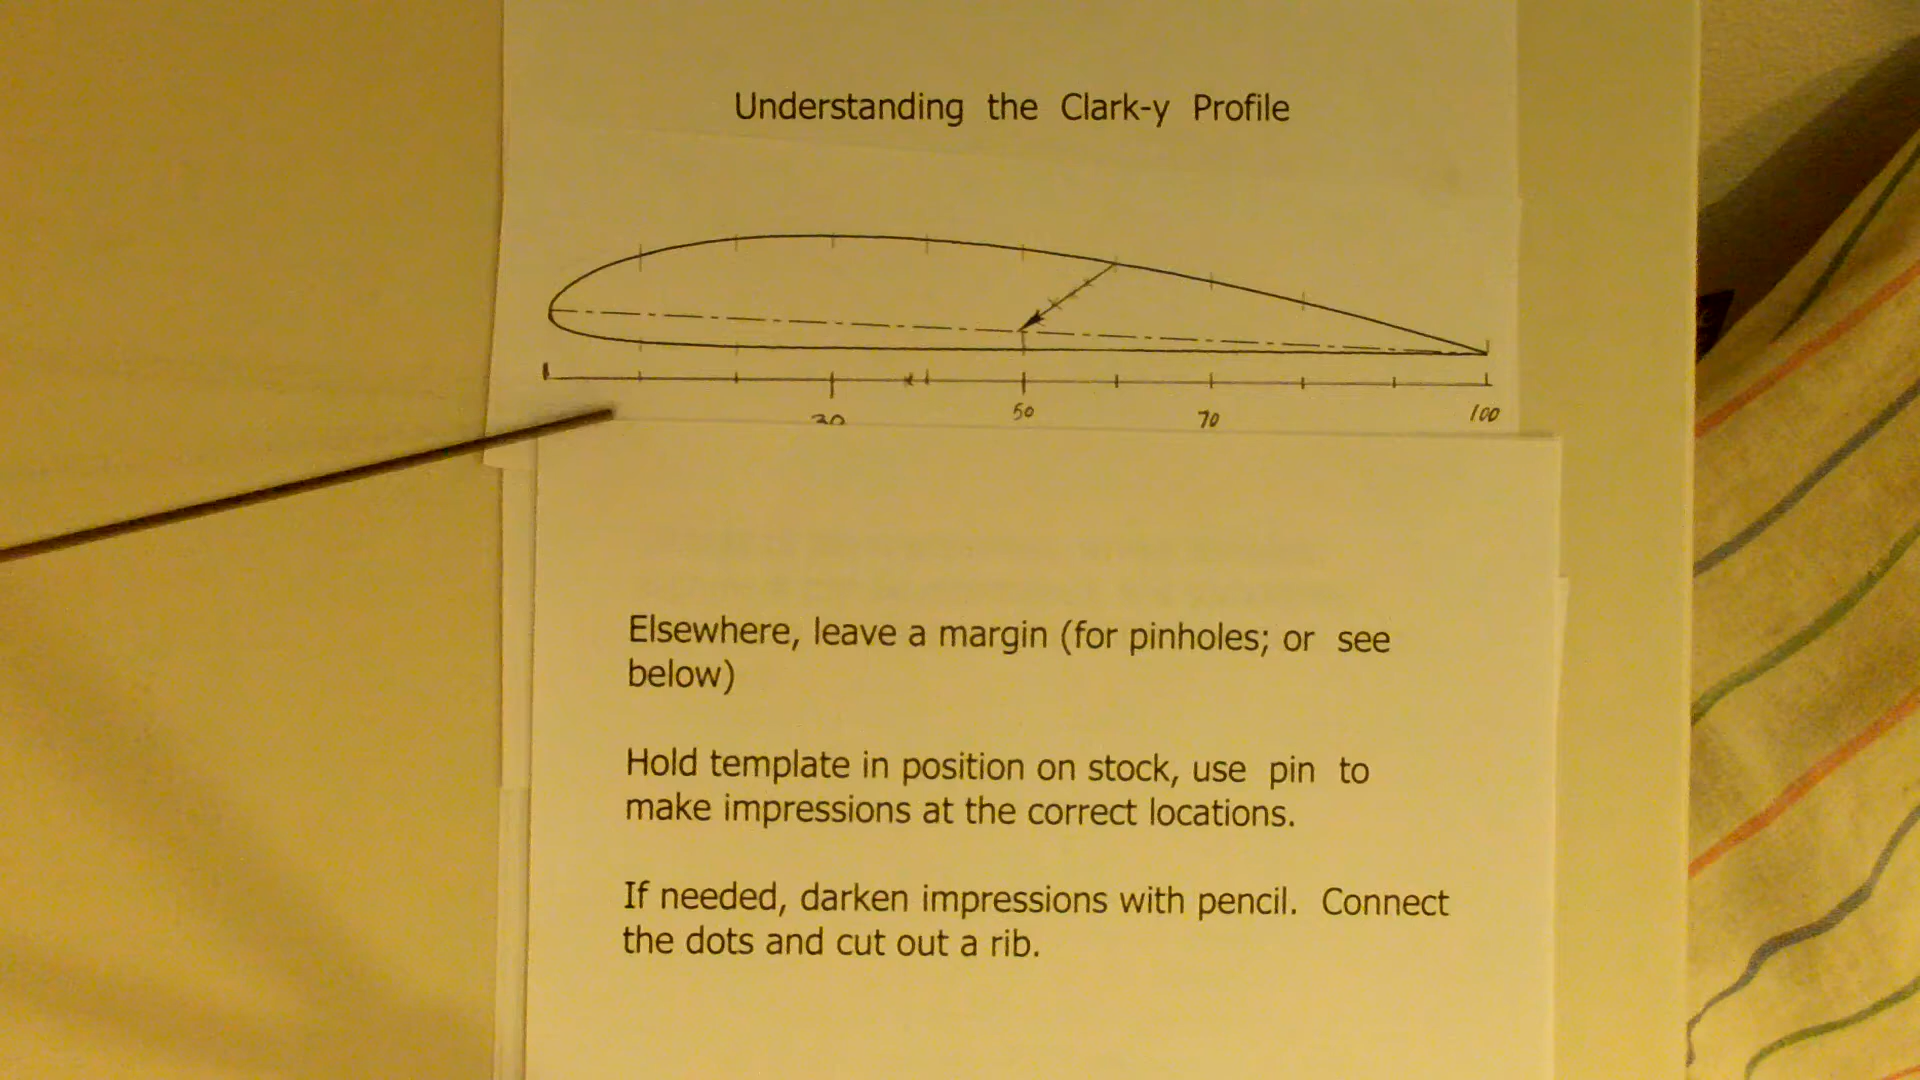 Understanding the Clark-y Profile
30 50 70 100
Elsewhere, leave a margin (for pinholes; or see
below)
Hold template in position on stock, use pin to
make impressions at the correct locations.
If needed, darken impressions with pencil. Connect
the dots and cut out a rib.